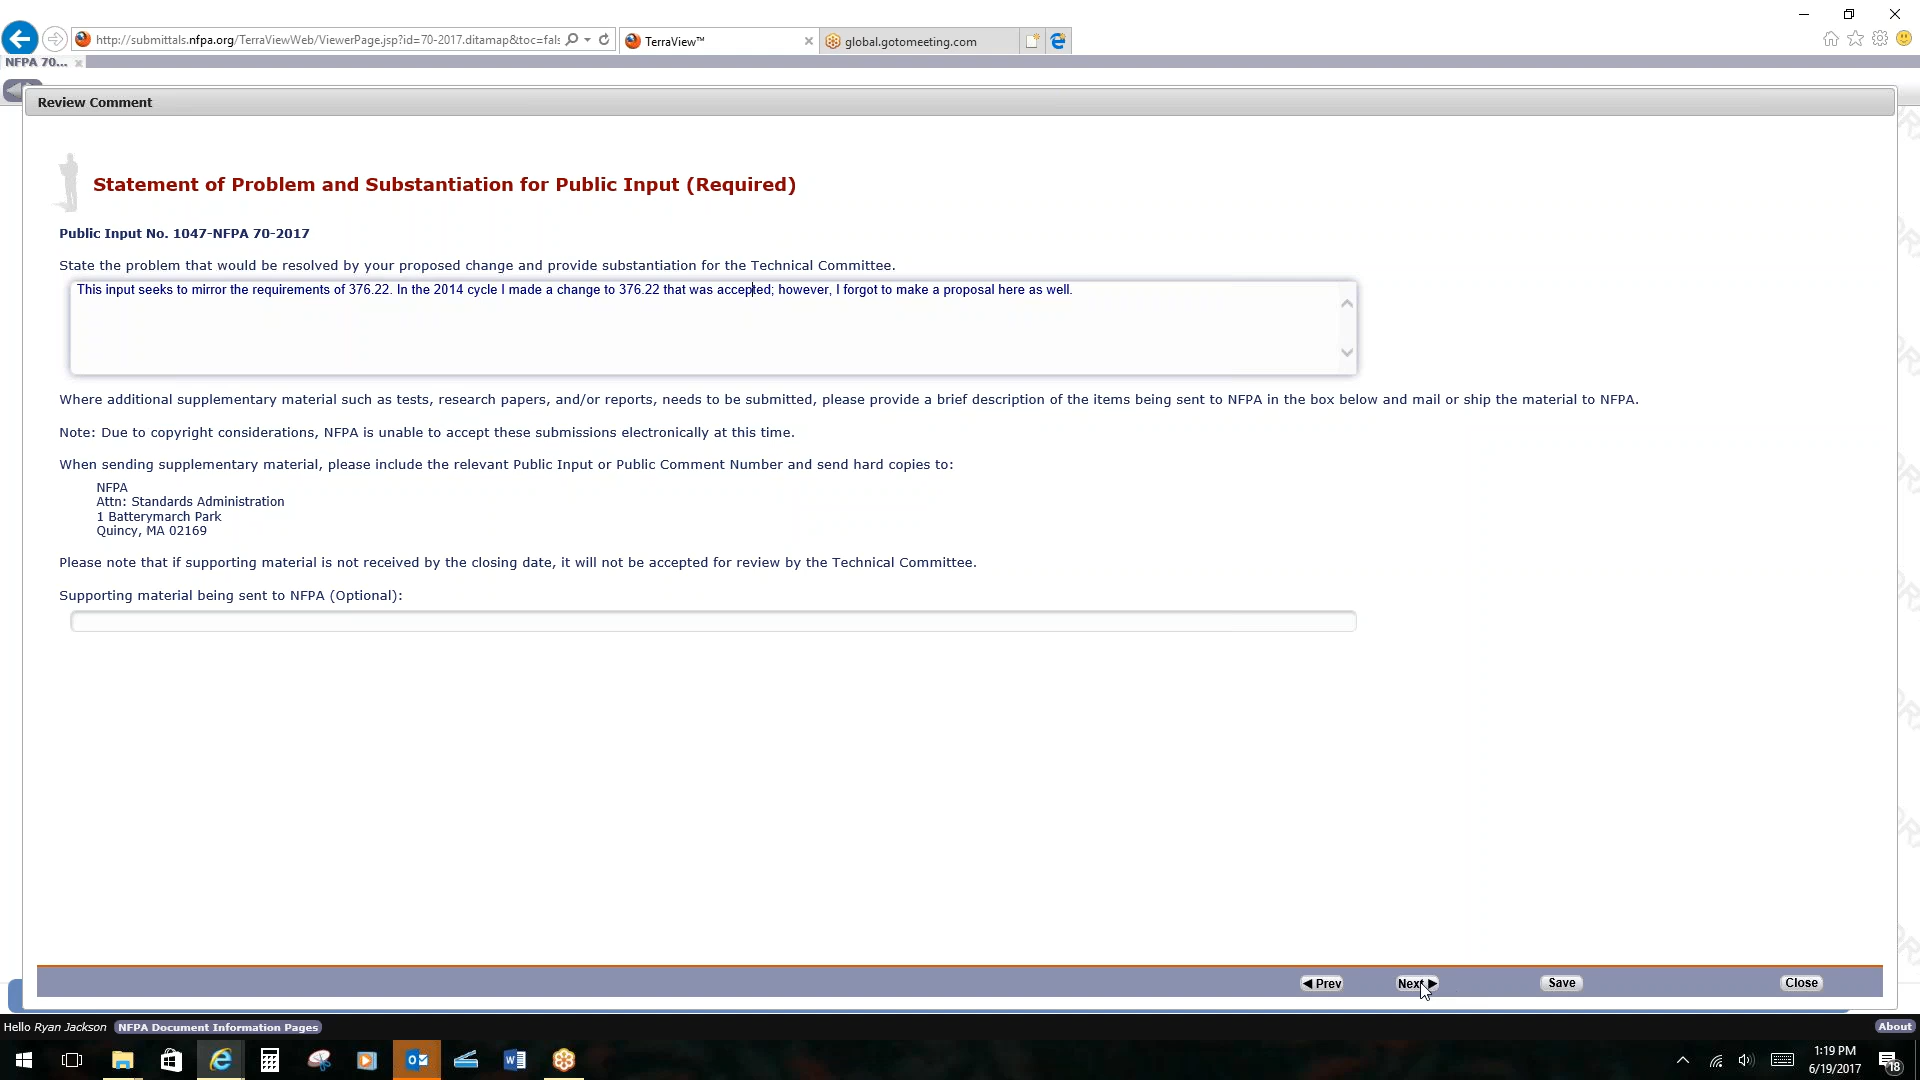 http://submittals.nfpa.org/TerraViewWeb/ViewerPage.jsp?id=70-2017.ditamap&toc=fals
TerraView™
global.gotomeeting.com
NFPA 70...
Review Comment
Statement of Problem and Substantiation for Public Input (Required)
Public Input No. 1047-NFPA 70-2017
State the problem that would be resolved by your proposed change and provide substantiation for the Technical Committee.
This input seeks to mirror the requirements of 376.22. In the 2014 cycle I made a change to 376.22 that was accepted; however, I forgot to make a proposal here as well.
Where additional supplementary material such as tests, research papers, and/or reports, needs to be submitted, please provide a brief description of the items being sent to NFPA in the box below and mail or ship the material to NFPA.
Note: Due to copyright considerations, NFPA is unable to accept these submissions electronically at this time.
When sending supplementary material, please include the relevant Public Input or Public Comment Number and send hard copies to:
NFPA
Attn: Standards Administration
1 Batterymarch Park
Quincy, MA 02169
Please note that if supporting material is not received by the closing date, it will not be accepted for review by the Technical Committee.
Supporting material being sent to NFPA (Optional):
Prev Next Save Close
Hello Ryan Jackson NFPA Document Information Pages
About
1:19 PM
6/19/2017
18